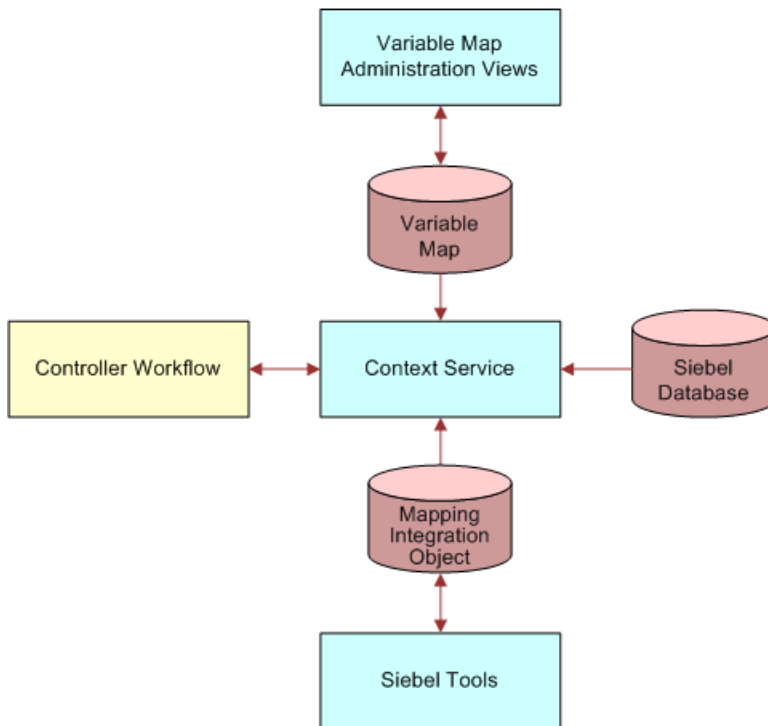 Variable Map
Administration Views
Variable
Map
Controller Workflow
Context Service
Siebel
Database
Mapping
Integration
Object
Siebel Tools